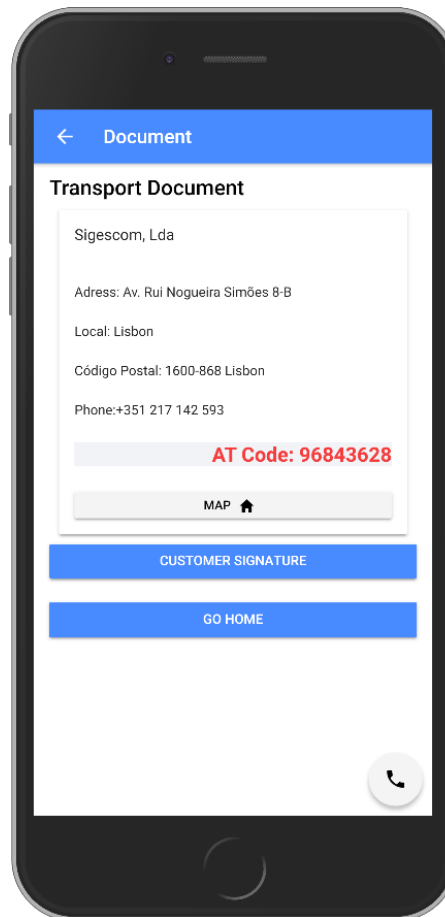 Document
Transport Document
Sigescom, Lda
Adress: Av. Rui Nogueira Simões 8-B
Local: Lisbon
Código Postal: 1600-868 Lisbon
Phone:+351 217 142 593
AT Code: 96843628
MAP
CUSTOMER SIGNATURE
GO HOME